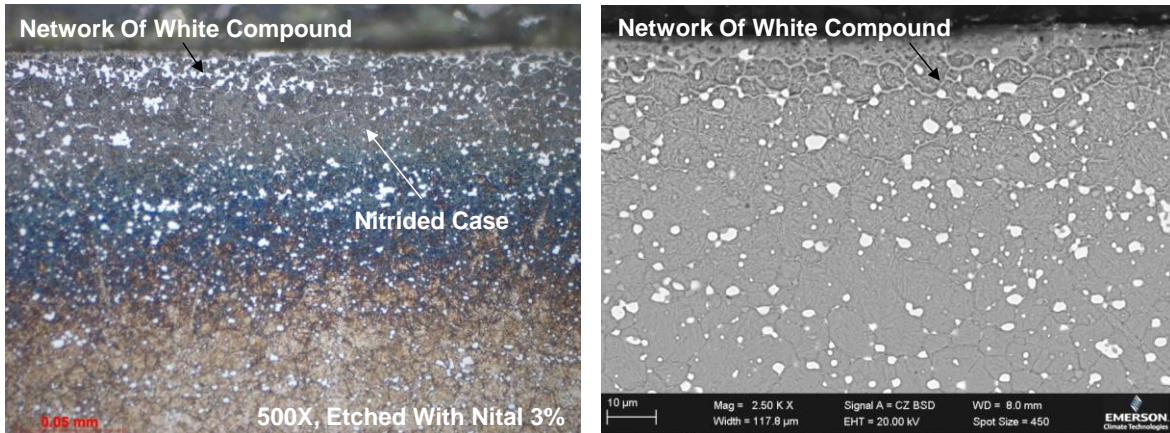 Network Of White Compound
Nitrided Case
0.05 mm
500X, Etched With Nital 3%
Network Of White Compound
10 µm
Mag = 2.50 K X
Signal A = CZ BSD
WD = 8.0 mm
Width = 117.8 µm
EHT = 20.00 kV
Spot Size = 450
EMERSON
Climate Technologies